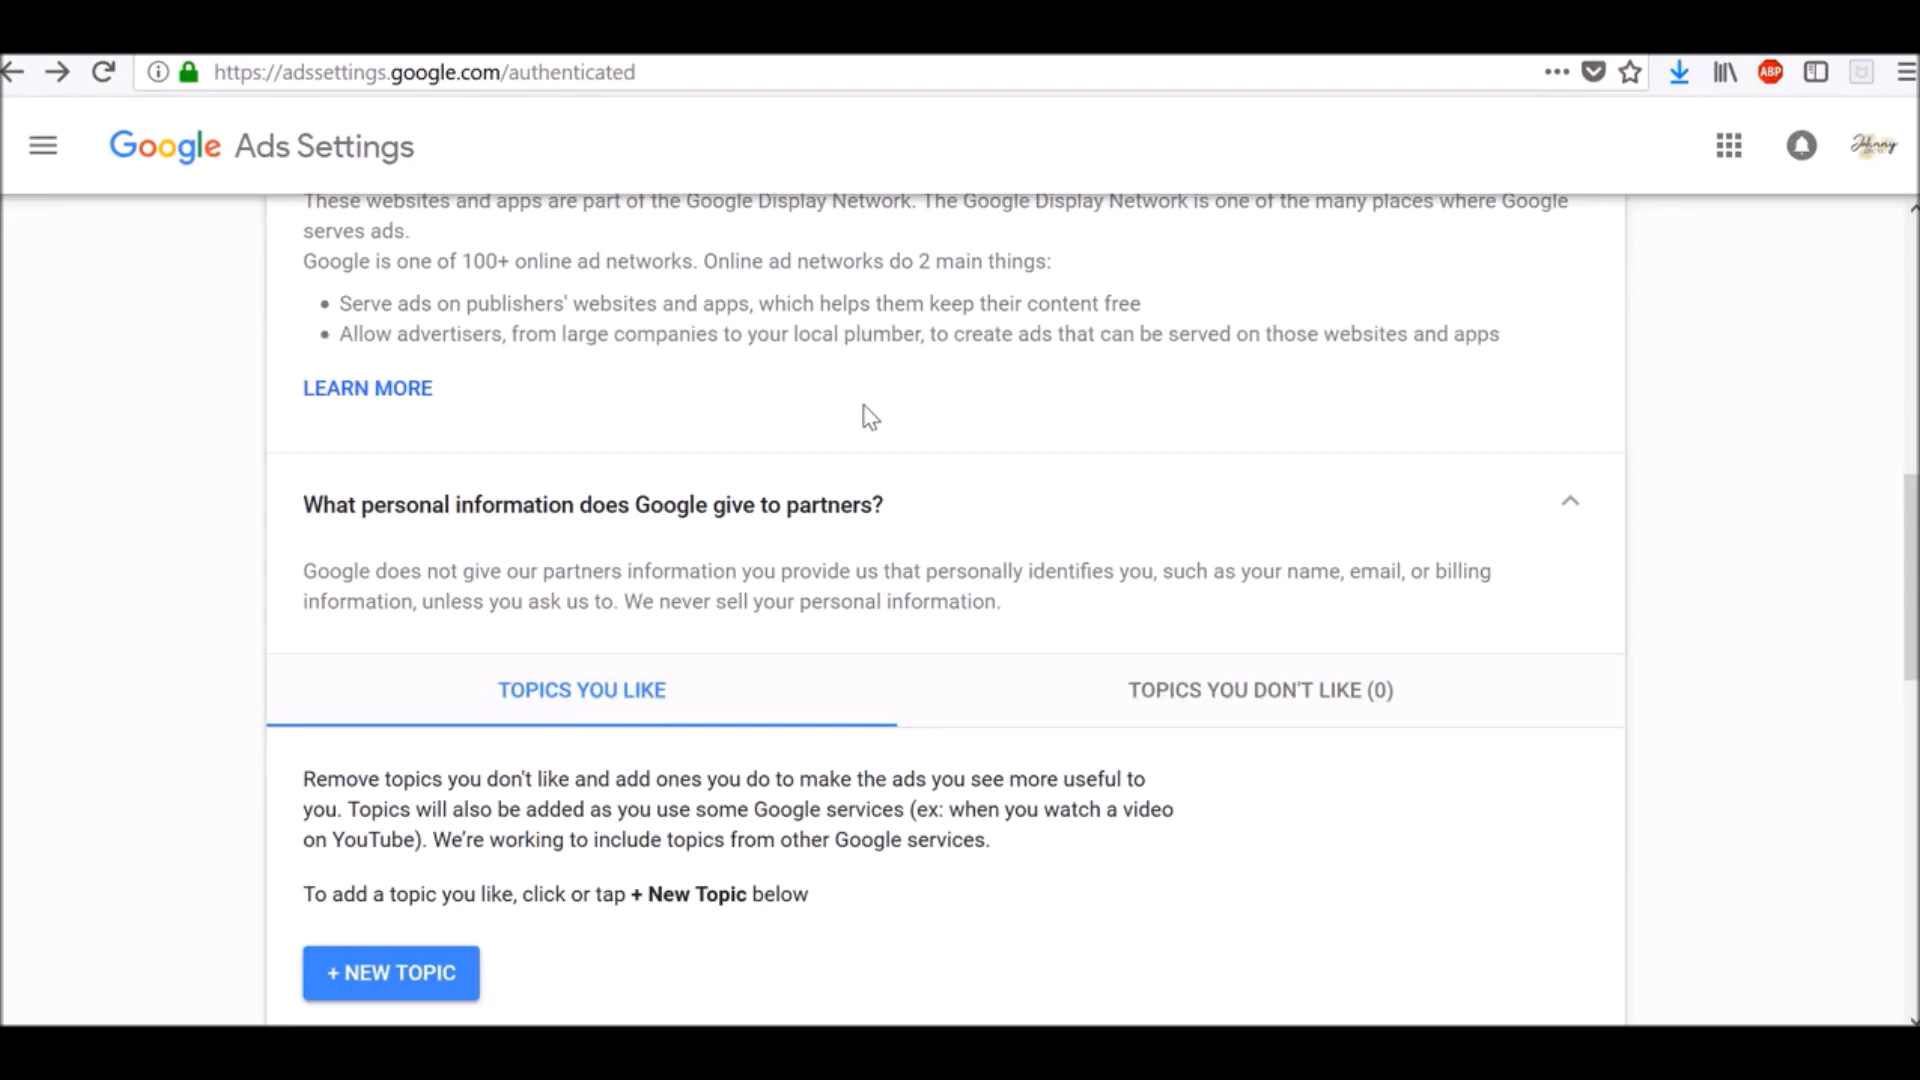 https://adssettings.google.com/authenticated
ABP
Google Ads Settings
Johnny
These websites and apps are part of the Google Display Network. The Google Display Network is one of the many places where Google
serves ads.
Google is one of 100+ online ad networks. Online ad networks do 2 main things:
Serve ads on publishers' websites and apps, which helps them keep their content free
Allow advertisers, from large companies to your local plumber, to create ads that can be served on those websites and apps
LEARN MORE
What personal information does Google give to partners?
Google does not give our partners information you provide us that personally identifies you, such as your name, email, or billing
information, unless you ask us to. We never sell your personal information.
TOPICS YOU LIKE
TOPICS YOU DON'T LIKE (0)
Remove topics you don't like and add ones you do to make the ads you see more useful to
you. Topics will also be added as you use some Google services (ex: when you watch a video
on YouTube). We’re working to include topics from other Google services.
To add a topic you like, click or tap + New Topic below
+ NEW TOPIC